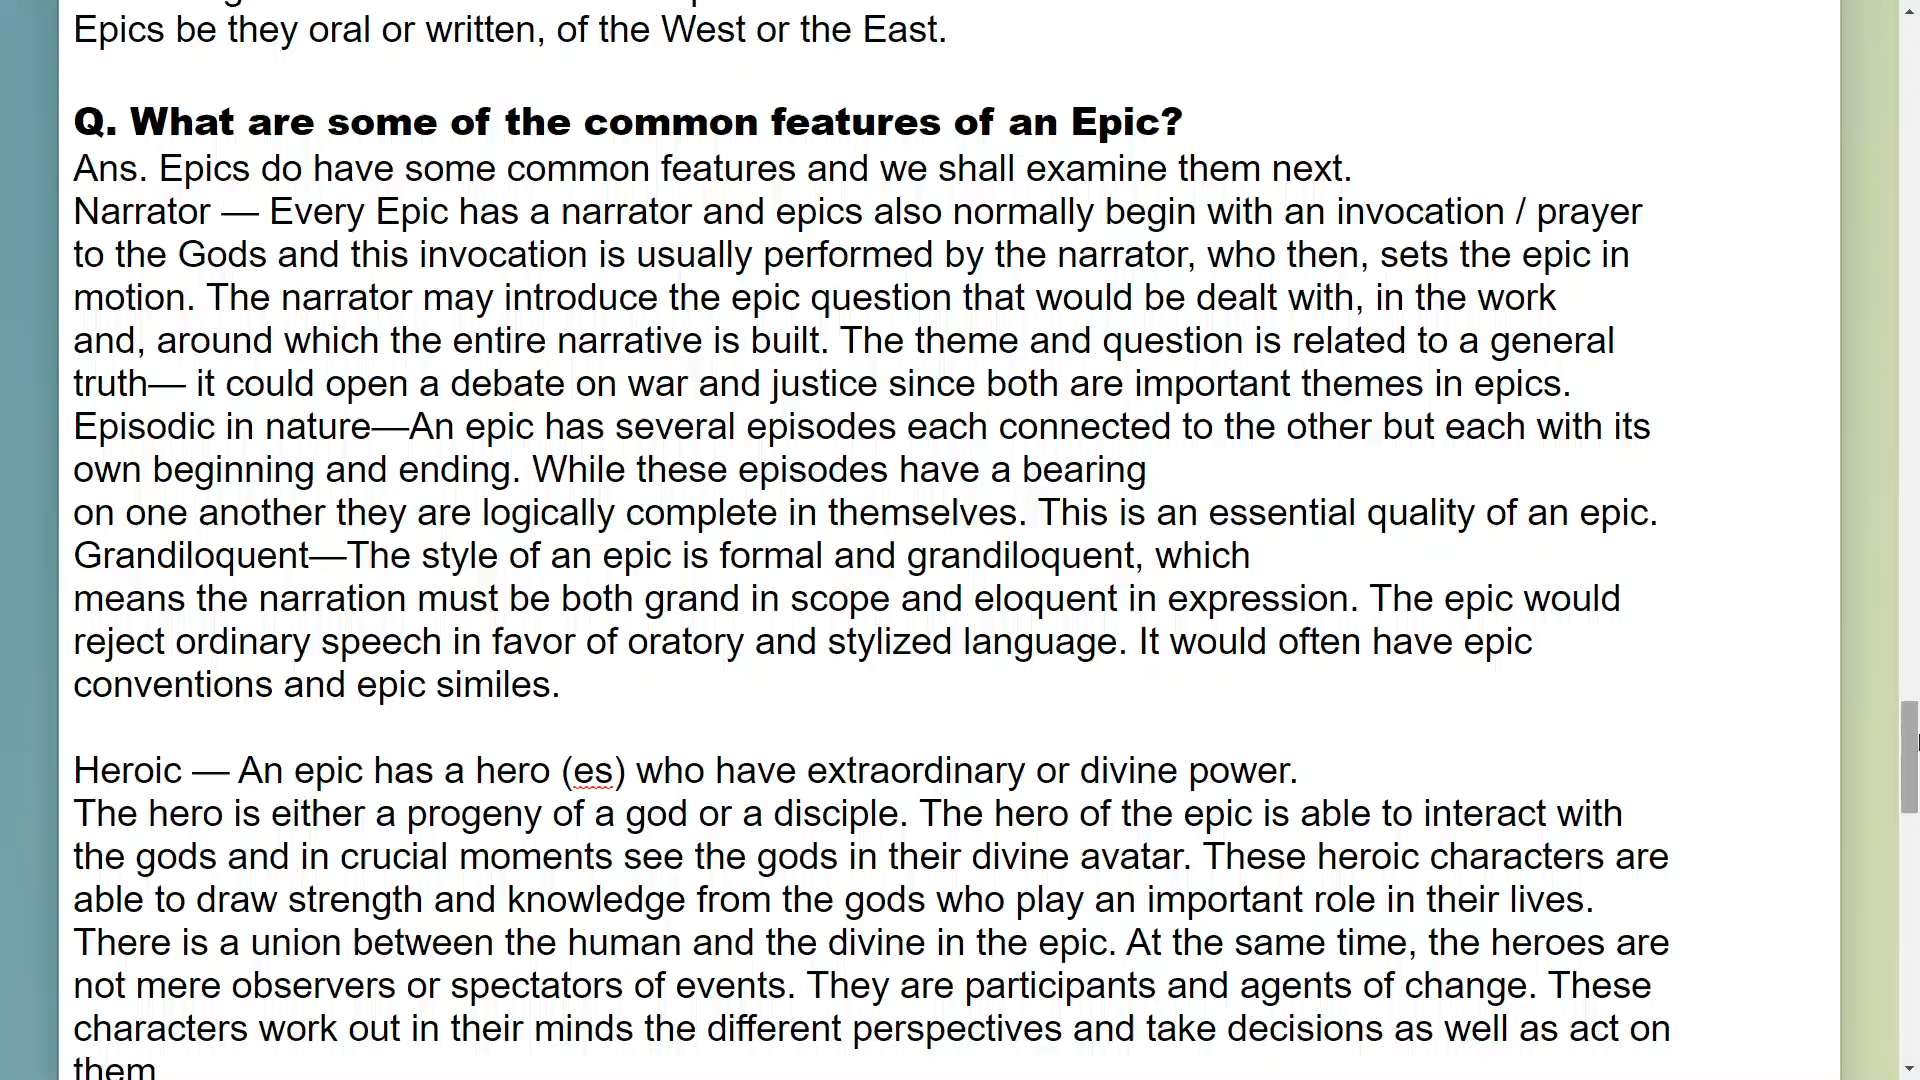 Epics be they oral or written, of the West or the East.
Q. What are some of the common features of an Epic?
Ans. Epics do have some common features and we shall examine them next.
Narrator — Every Epic has a narrator and epics also normally begin with an invocation / prayer
to the Gods and this invocation is usually performed by the narrator, who then, sets the epic in
motion. The narrator may introduce the epic question that would be dealt with, in the work
and, around which the entire narrative is built. The theme and question is related to a general
truth— it could open a debate on war and justice since both are important themes in epics.
Episodic in nature—An epic has several episodes each connected to the other but each with its
own beginning and ending. While these episodes have a bearing
on one another they are logically complete in themselves. This is an essential quality of an epic.
Grandiloquent—The style of an epic is formal and grandiloquent, which
means the narration must be both grand in scope and eloquent in expression. The epic would
reject ordinary speech in favor of oratory and stylized language. It would often have epic
conventions and epic similes.
Heroic — An epic has a hero (es) who have extraordinary or divine power.
The hero is either a progeny of a god or a disciple. The hero of the epic is able to interact with
the gods and in crucial moments see the gods in their divine avatar. These heroic characters are
able to draw strength and knowledge from the gods who play an important role in their lives.
There is a union between the human and the divine in the epic. At the same time, the heroes are
not mere observers or spectators of events. They are participants and agents of change. These
characters work out in their minds the different perspectives and take decisions as well as act on
them